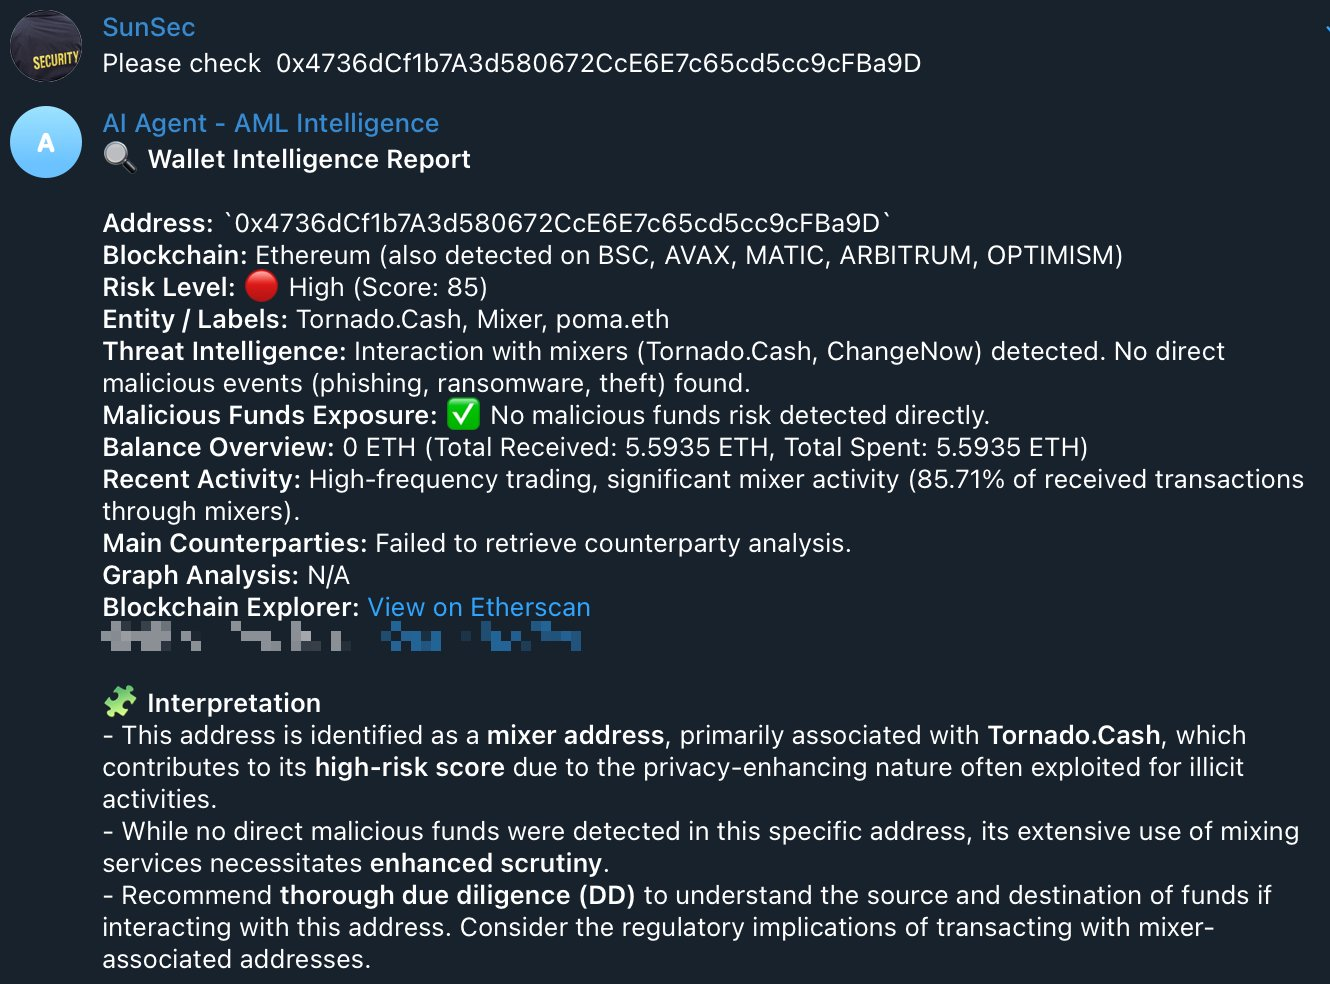 SunSec
SECURITY
Please check 0x4736dCf1b7A3d580672CcE6E7c65cd5cc9cFBa9D
AI Agent - AML Intelligence
A
🔍 Wallet Intelligence Report
Address: `0x4736dCf1b7A3d580672CcE6E7c65cd5cc9cFBa9D`
Blockchain: Ethereum (also detected on BSC, AVAX, MATIC, ARBITRUM, OPTIMISM)
Risk Level: 🔴 High (Score: 85)
Entity / Labels: Tornado.Cash, Mixer, poma.eth
Threat Intelligence: Interaction with mixers (Tornado.Cash, ChangeNow) detected. No direct
malicious events (phishing, ransomware, theft) found.
Malicious Funds Exposure: ✅ No malicious funds risk detected directly.
Balance Overview: 0 ETH (Total Received: 5.5935 ETH, Total Spent: 5.5935 ETH)
Recent Activity: High-frequency trading, significant mixer activity (85.71% of received transactions
through mixers).
Main Counterparties: Failed to retrieve counterparty analysis.
Graph Analysis: N/A
Blockchain Explorer: View on Etherscan
🧩 Interpretation
- This address is identified as a mixer address, primarily associated with Tornado.Cash, which
contributes to its high-risk score due to the privacy-enhancing nature often exploited for illicit
activities.
- While no direct malicious funds were detected in this specific address, its extensive use of mixing
services necessitates enhanced scrutiny.
- Recommend thorough due diligence (DD) to understand the source and destination of funds if
interacting with this address. Consider the regulatory implications of transacting with mixer-
associated addresses.